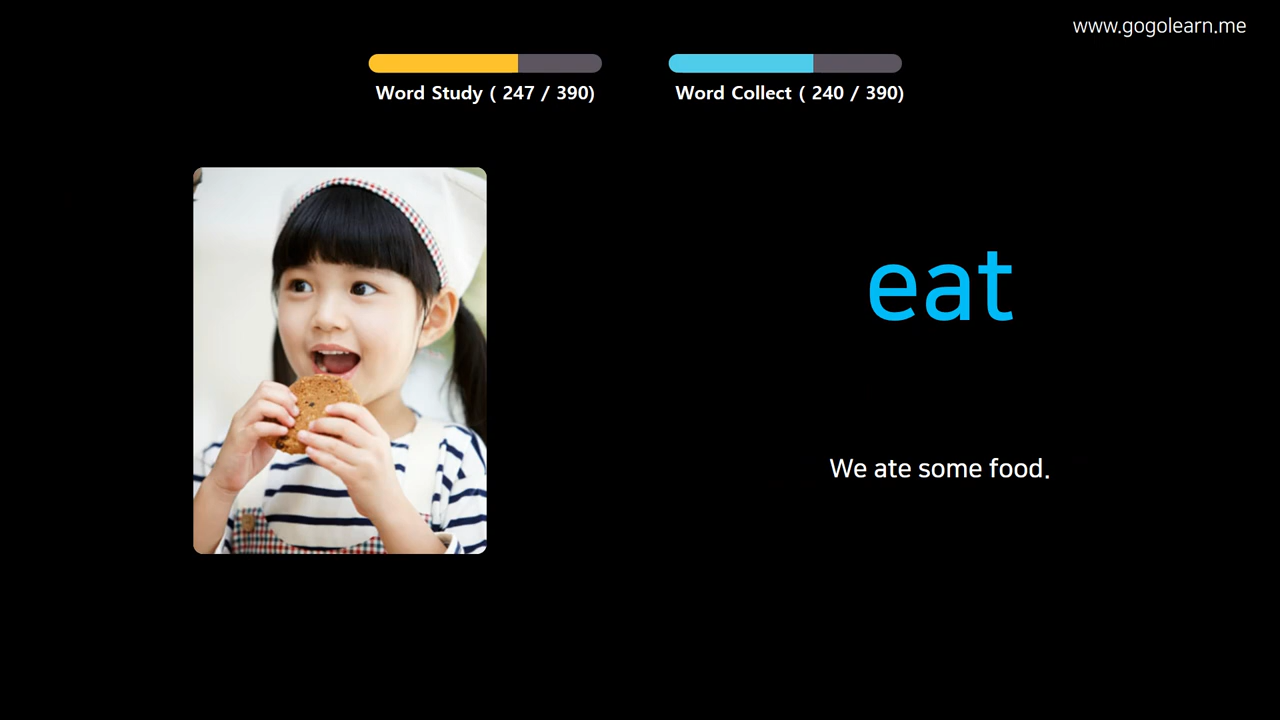 www.gogolearn.me
Word Study ( 247 / 390)
Word Collect ( 240 / 390)
eat
We ate some food.